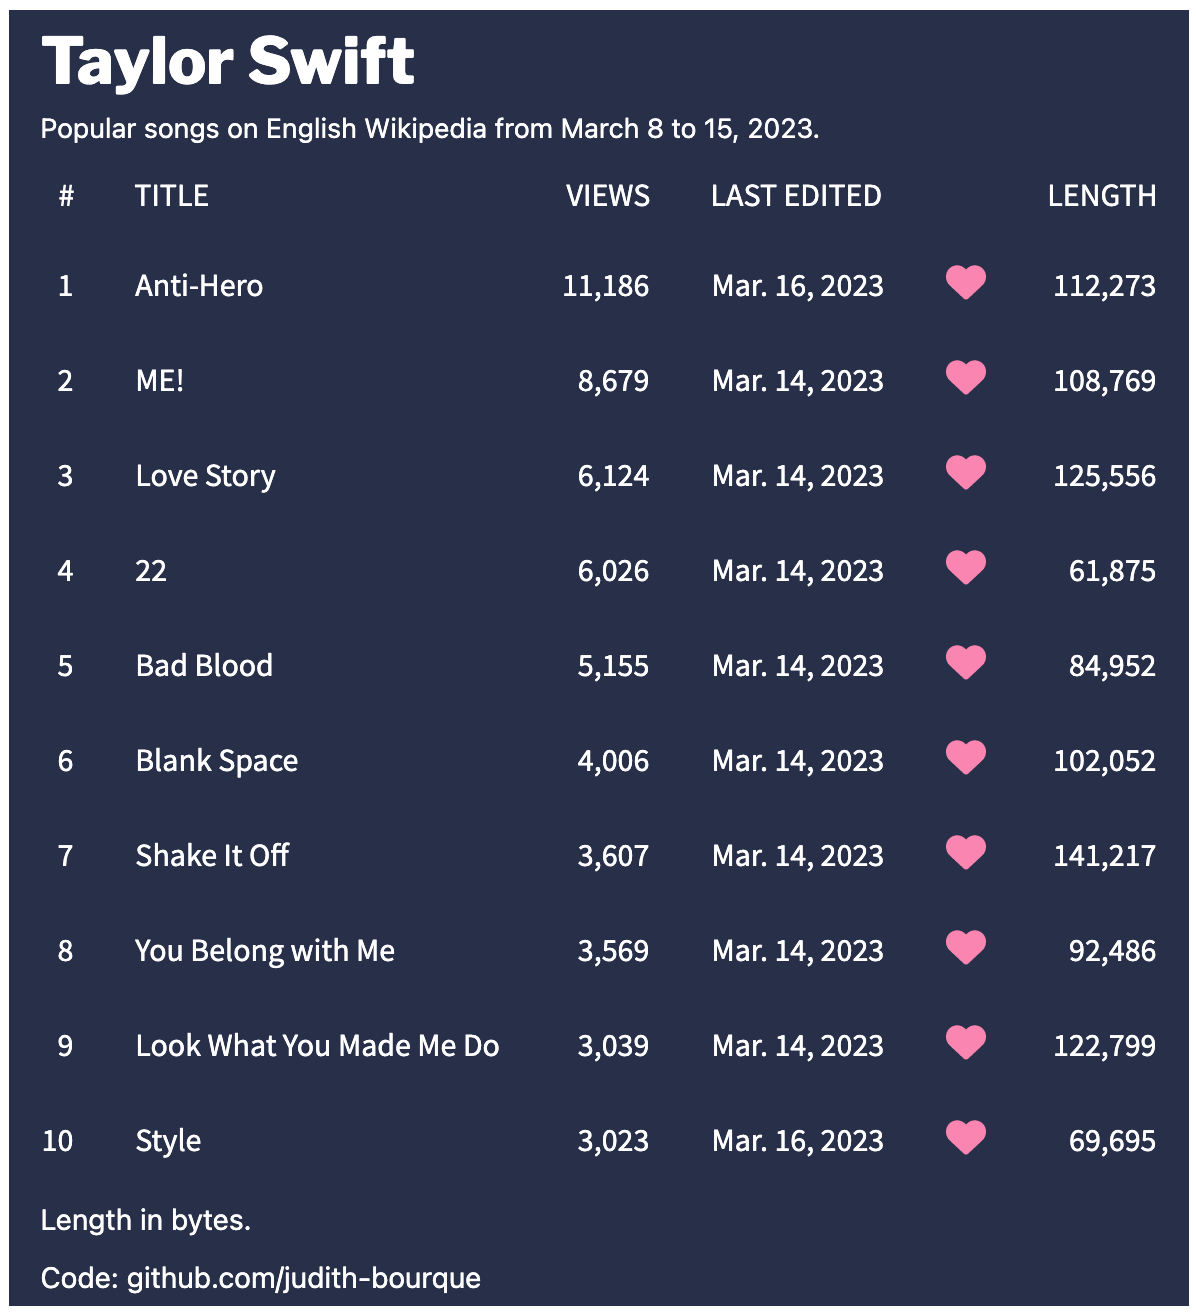 Taylor Swift
Popular songs on English Wikipedia from March 8 to 15, 2023.
# TITLE VIEWS LAST EDITED LENGTH
1 Anti-Hero 11,186 Mar. 16, 2023 112,273
2 ME! 8,679 Mar. 14, 2023 108,769
3 Love Story 6,124 Mar. 14, 2023 125,556
4 22 6,026 Mar. 14, 2023 61,875
5 Bad Blood 5,155 Mar. 14, 2023 84,952
6 Blank Space 4,006 Mar. 14, 2023 102,052
7 Shake It Off 3,607 Mar. 14, 2023 141,217
8 You Belong with Me 3,569 Mar. 14, 2023 92,486
9 Look What You Made Me Do 3,039 Mar. 14, 2023 122,799
10 Style 3,023 Mar. 16, 2023 69,695
Length in bytes.
Code: github.com/judith-bourque